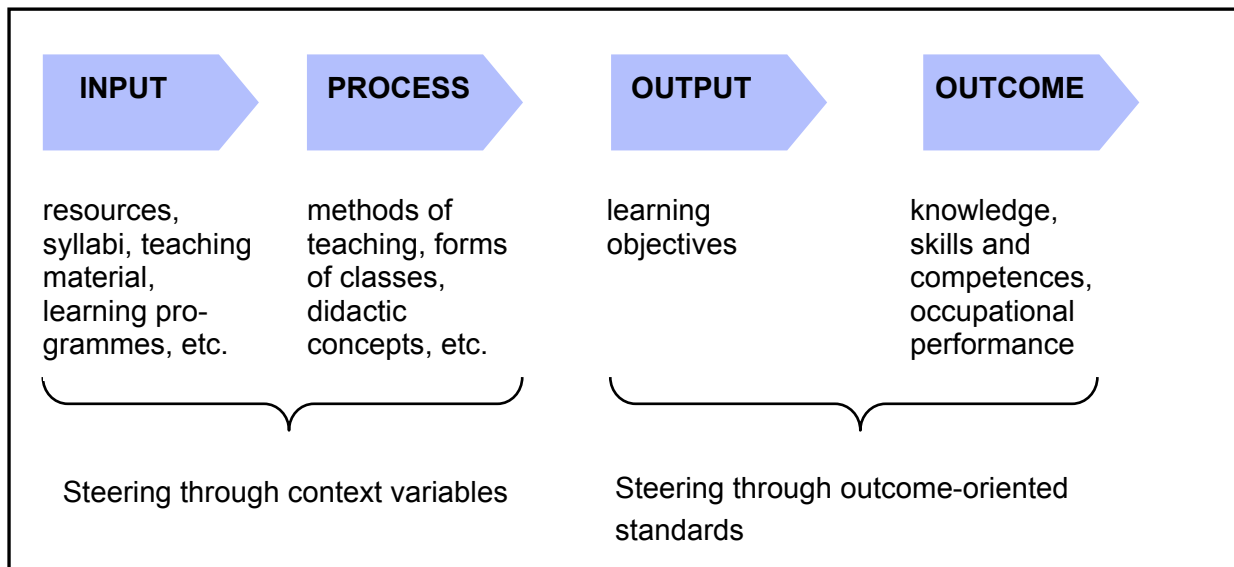 INPUT
PROCESS
OUTPUT
OUTCOME
resources,
syllabi, teaching
material,
learning pro-
grammes, etc.
methods of
teaching, forms
of classes,
didactic
concepts, etc.
learning
objectives
knowledge,
skills and
competences,
occupational
performance
Steering through context variables
Steering through outcome-oriented
standards